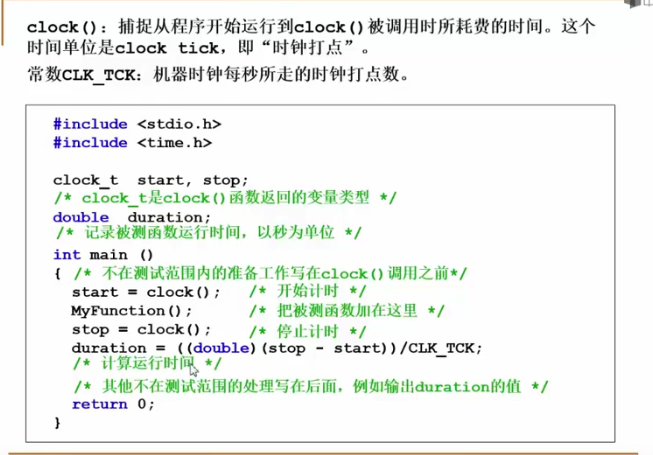 clock(): 捕捉从程序开始运行到clock()被调用时所耗费的时间。这个
时间单位是clock tick，即“时钟打点”。
常数CLK_TCK: 机器时钟每秒所走的时钟打点数。
#include <stdio.h>
#include <time.h>
clock_t  start, stop;
/* clock_t是clock()函数返回的变量类型 */
double  duration;
/* 记录被测函数运行时间，以秒为单位 */
int main ()
{ /* 不在测试范围内的准备工作写在clock()调用之前*/
start = clock();   /* 开始计时 */
MyFunction();      /* 把被测函数加在这里 */
stop = clock();    /* 停止计时 */
duration = ((double)(stop - start))/CLK_TCK;
/* 计算运行时间 */
/* 其他不在测试范围的处理写在后面，例如输出duration的值 */
return 0;
}